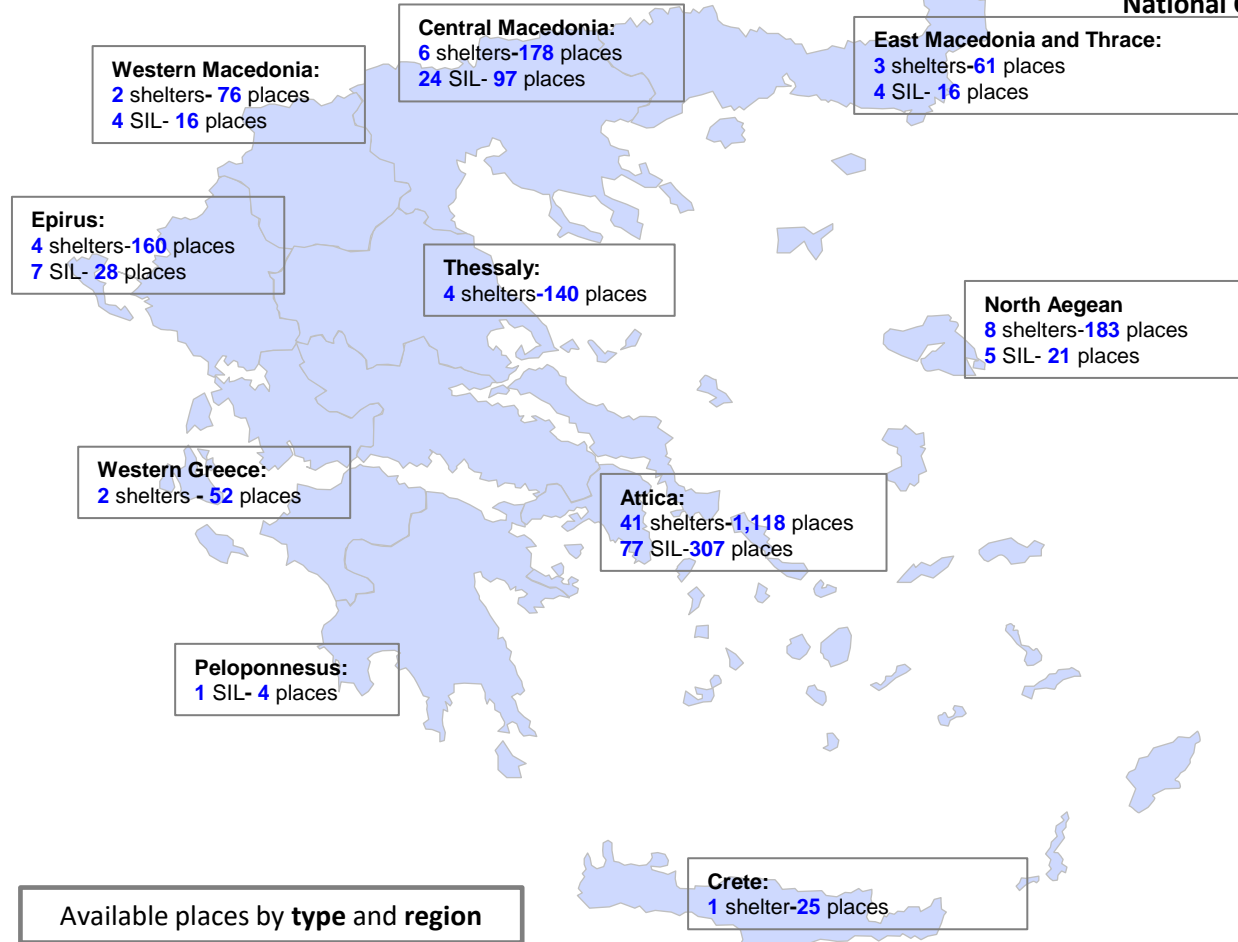 National
Central Macedonia:
6 shelters-178 places
24 SIL- 97 places
East Macedonia and Thrace:
3 shelters-61 places
4 SIL- 16 places
Western Macedonia:
2 shelters- 76 places
4 SIL- 16 places
Epirus:
4 shelters-160 places
7 SIL- 28 places
Thessaly:
4 shelters-140 places
North Aegean
8 shelters-183 places
5 SIL- 21 places
Western Greece:
2 shelters - 52 places
Attica:
41 shelters-1,118 places
77 SIL-307 places
Peloponnesus:
1 SIL- 4 places
Crete:
1 shelter-25 places
Available places by type and region